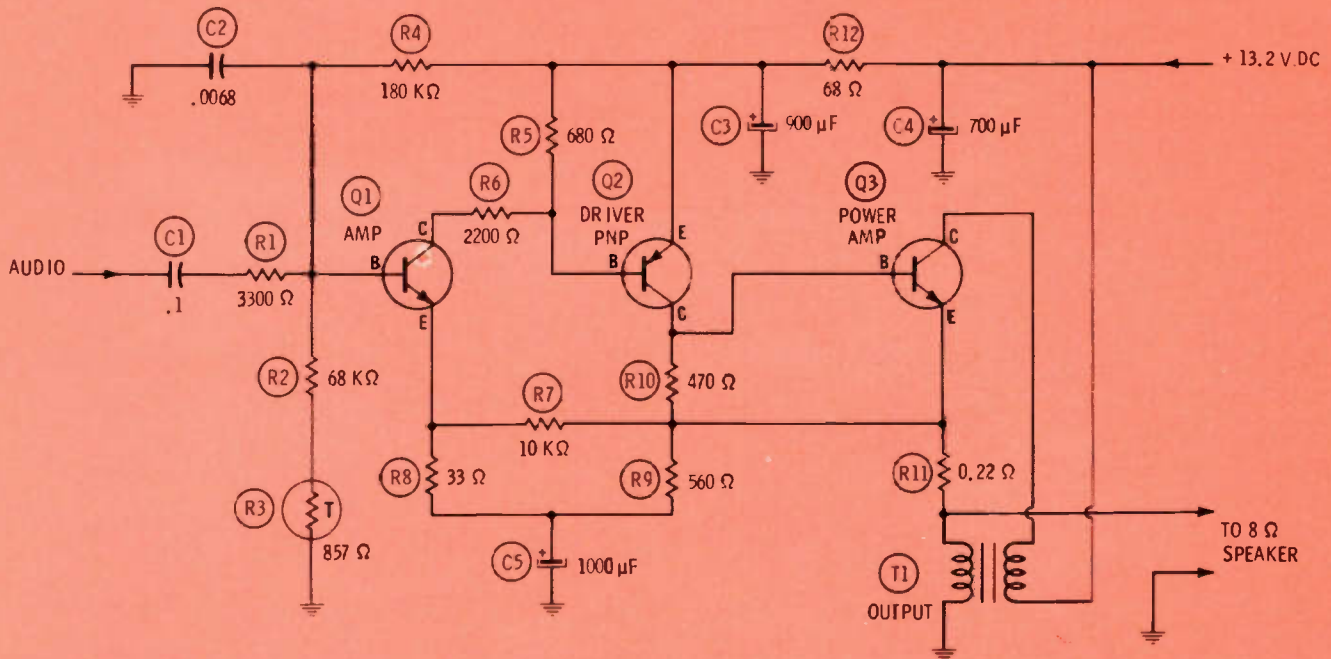 C2
R4
R12
+ 13.2 V.DC
.0068
180 KΩ
68 Ω
R5
680 Ω
C3
+
900 µF
C4
+
700 µF
Q1
AMP
R6
2200 Ω
Q2
DRIVER
PNP
Q3
POWER
AMP
C
E
C
AUDIO
C1
R1
B
B
B
.1
3300 Ω
E
C
E
R2
68 KΩ
R10
470 Ω
R7
10 KΩ
R8
33 Ω
R9
560 Ω
R11
0.22 Ω
R3
T
857 Ω
C5
+
1000 µF
T1
OUTPUT
TO 8 Ω
SPEAKER